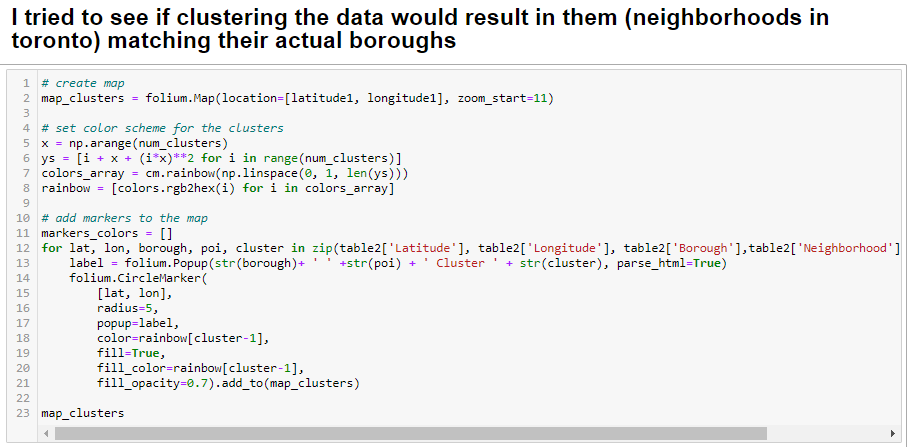 I tried to see if clustering the data would result in them (neighborhoods in
toronto) matching their actual boroughs
1 # create map
2 map_clusters = folium.Map(location=[latitude1, longitude1], zoom_start=11)
3
4 # set color scheme for the clusters
5 x = np.arange(num_clusters)
6 ys = [i + x + (i*x)**2 for i in range(num_clusters)]
7 colors_array = cm.rainbow(np.linspace(0, 1, len(ys)))
8 rainbow = [colors.rgb2hex(i) for i in colors_array]
9
10 # add markers to the map
11 markers_colors = []
12 for lat, lon, borough, poi, cluster in zip(table2['Latitude'], table2['Longitude'], table2['Borough'],table2['Neighborhood']
13     label = folium.Popup(str(borough)+ ' ' +str(poi) + ' Cluster ' + str(cluster), parse_html=True)
14     folium.CircleMarker(
15         [lat, lon],
16         radius=5,
17         popup=label,
18         color=rainbow[cluster-1],
19         fill=True,
20         fill_color=rainbow[cluster-1],
21         fill_opacity=0.7).add_to(map_clusters)
22
23 map_clusters